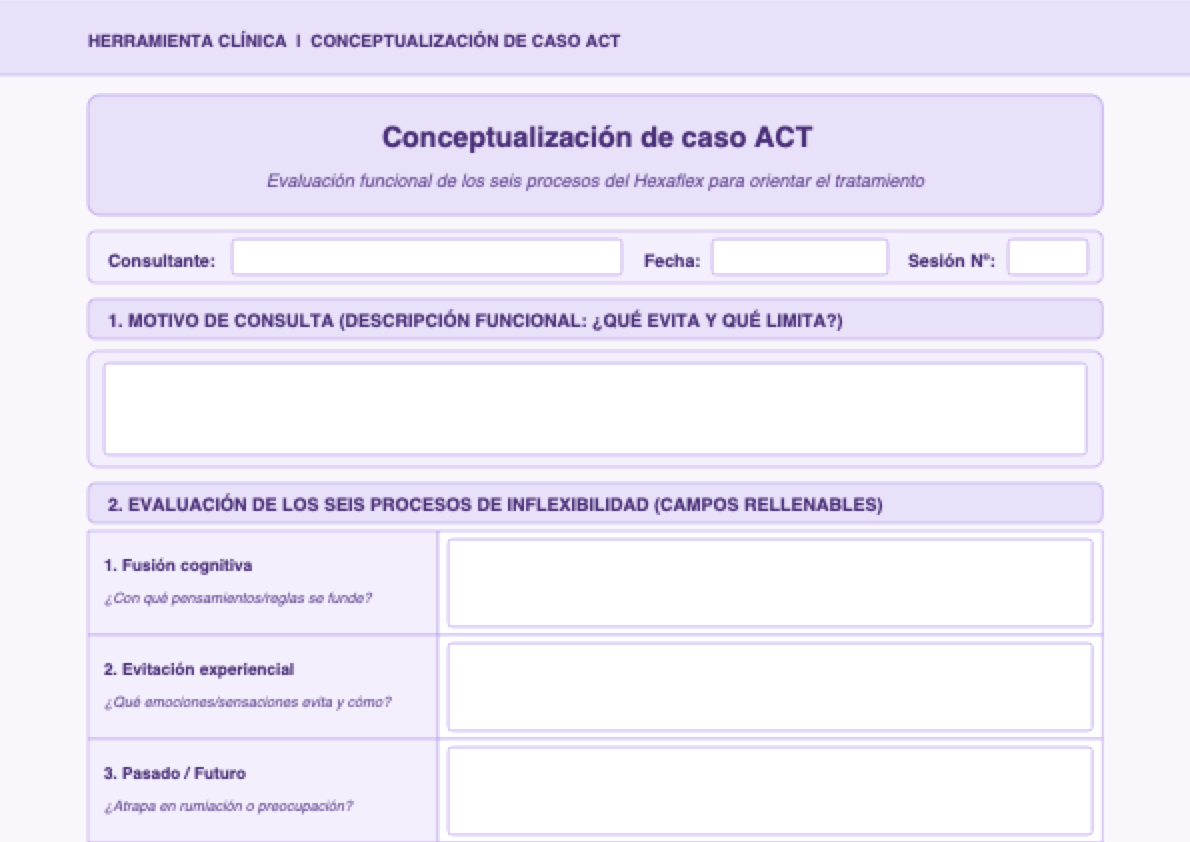 HERRAMIENTA CLÍNICA | CONCEPTUALIZACIÓN DE CASO ACT
Conceptualización de caso ACT
Evaluación funcional de los seis procesos del Hexaflex para orientar el tratamiento
Consultante: Fecha: Sesión Nº:
1. MOTIVO DE CONSULTA (DESCRIPCIÓN FUNCIONAL: ¿QUÉ EVITA Y QUÉ LIMITA?)
2. EVALUACIÓN DE LOS SEIS PROCESOS DE INFLEXIBILIDAD (CAMPOS RELLENABLES)
1. Fusión cognitiva
¿Con qué pensamientos/reglas se funde?
2. Evitación experiencial
¿Qué emociones/sensaciones evita y cómo?
3. Pasado / Futuro
¿Atrapa en rumiación o preocupación?